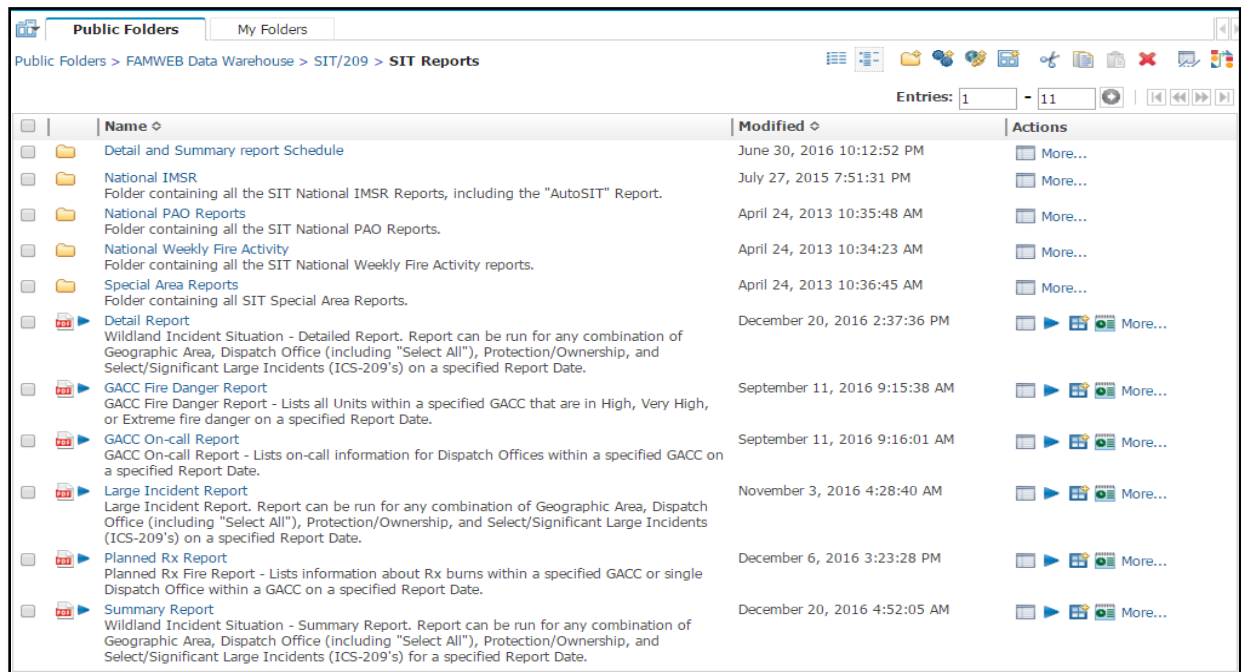 Public Folders
My Folders
Public Folders > FAMWEB Data Warehouse > SIT/209 > SIT Reports
Entries: 1 - 11
Name
Modified
Actions
Detail and Summary report Schedule
June 30, 2016 10:12:52 PM
More...
National IMSR
July 27, 2015 7:51:31 PM
More...
Folder containing all the SIT National IMSR Reports, including the "AutoSIT" Report.
National PAO Reports
April 24, 2013 10:35:48 AM
More...
Folder containing all the SIT National PAO Reports.
National Weekly Fire Activity
April 24, 2013 10:34:23 AM
More...
Folder containing all the SIT National Weekly Fire Activity reports.
Special Area Reports
April 24, 2013 10:36:45 AM
More...
Folder containing all SIT Special Area Reports.
PDF
Detail Report
December 20, 2016 2:37:36 PM
More...
Wildland Incident Situation - Detailed Report. Report can be run for any combination of
Geographic Area, Dispatch Office (including "Select All"), Protection/Ownership, and
Select/Significant Large Incidents (ICS-209's) on a specified Report Date.
PDF
GACC Fire Danger Report
September 11, 2016 9:15:38 AM
More...
GACC Fire Danger Report - Lists all Units within a specified GACC that are in High, Very High,
or Extreme fire danger on a specified Report Date.
PDF
GACC On-call Report
September 11, 2016 9:16:01 AM
More...
GACC On-call Report - Lists on-call information for Dispatch Offices within a specified GACC on
a specified Report Date.
PDF
Large Incident Report
November 3, 2016 4:28:40 AM
More...
Large Incident Report. Report can be run for any combination of Geographic Area, Dispatch
Office (including "Select All"), Protection/Ownership, and Select/Significant Large Incidents
(ICS-209's) on a specified Report Date.
PDF
Planned Rx Report
December 6, 2016 3:23:28 PM
More...
Planned Rx Fire Report - Lists information about Rx burns within a specified GACC or single
Dispatch Office within a GACC on a specified Report Date.
PDF
Summary Report
December 20, 2016 4:52:05 AM
More...
Wildland Incident Situation - Summary Report. Report can be run for any combination of
Geographic Area, Dispatch Office (including "Select All"), Protection/Ownership, and
Select/Significant Large Incidents (ICS-209's) for a specified Report Date.